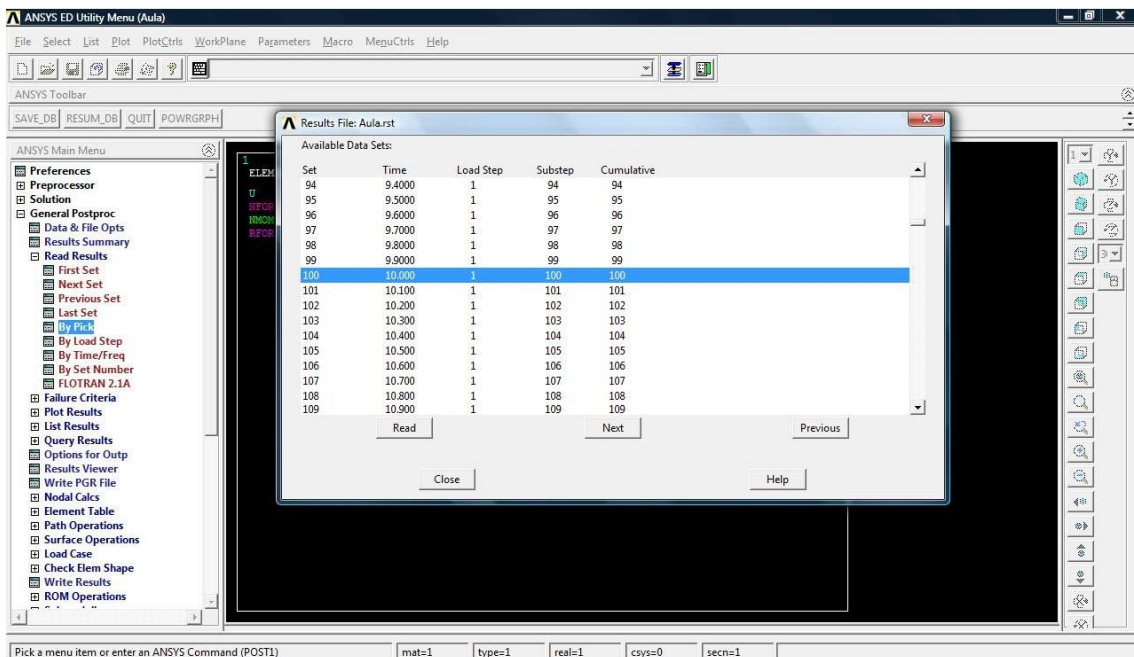 ANSYS ED Utility Menu (Aula)
File Select List Plot PlotCtrls WorkPlane Parameters Macro MenuCtrls Help
ANSYS Toolbar
SAVE_DB RESUM_DB QUIT POWRGRPH
ANSYS Main Menu
Preferences
Preprocessor
Solution
General Postproc
Data & File Opts
Results Summary
Read Results
First Set
Next Set
Previous Set
Last Set
By Pick
By Load Step
By Time/Freq
By Set Number
FLOTRAN 2.1A
Failure Criteria
Plot Results
List Results
Query Results
Options for Outp
Results Viewer
Write PGR File
Nodal Calcs
Element Table
Path Operations
Surface Operations
Load Case
Check Elem Shape
Write Results
ROM Operations
1
ELEM
U
NFOR
NMOM
RFOR
Results File: Aula.rst
Available Data Sets:
Set Time Load Step Substep Cumulative
94 9.4000 1 94 94
95 9.5000 1 95 95
96 9.6000 1 96 96
97 9.7000 1 97 97
98 9.8000 1 98 98
99 9.9000 1 99 99
100 10.000 1 100 100
101 10.100 1 101 101
102 10.200 1 102 102
103 10.300 1 103 103
104 10.400 1 104 104
105 10.500 1 105 105
106 10.600 1 106 106
107 10.700 1 107 107
108 10.800 1 108 108
109 10.900 1 109 109
Read Next Previous
Close Help
1
3
Pick a menu item or enter an ANSYS Command (POST1) mat=1 type=1 real=1 csys=0 secn=1